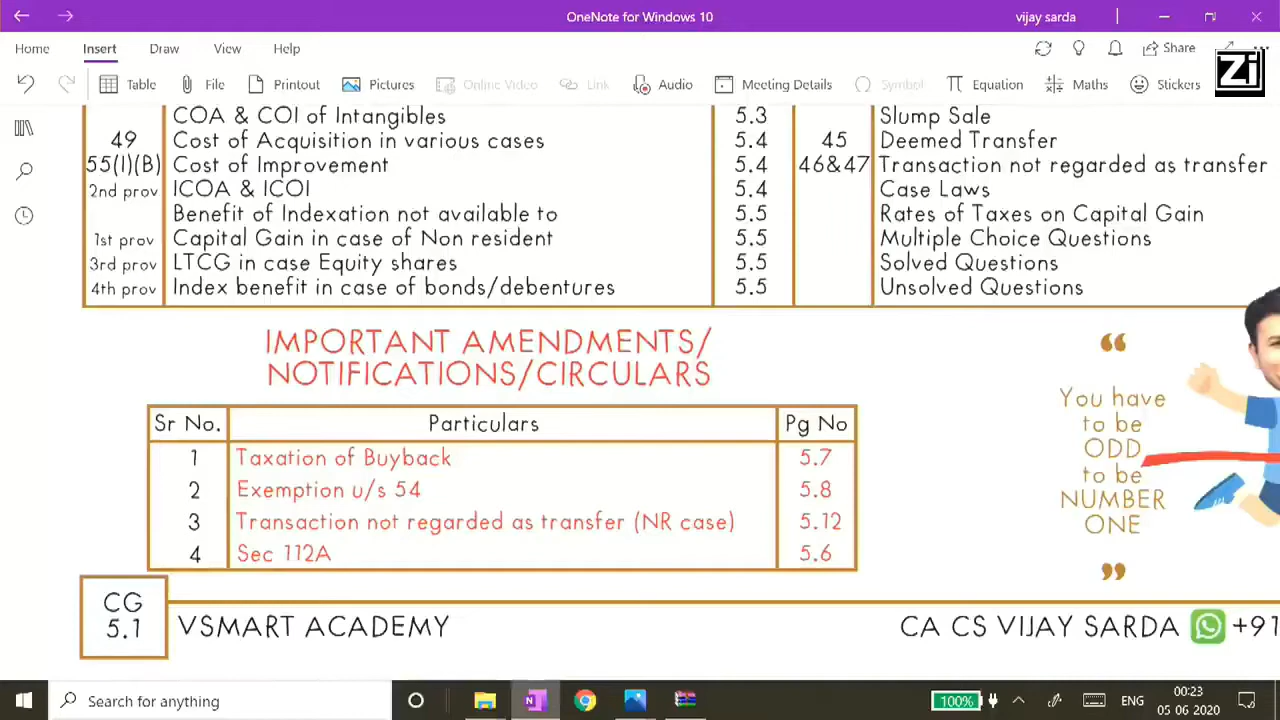 OneNote for Windows 10
vijay sarda
Home Insert Draw View Help
Share
Table File Printout Pictures Online Video Link Audio Meeting Details Symbol Equation Maths Stickers
Zi
COA & COI of Intangibles 5.3 Slump Sale
49 Cost of Acquisition in various cases 5.4 45 Deemed Transfer
55(1)(B) Cost of Improvement 5.4 46&47 Transaction not regarded as transfer
2nd prov ICOA & ICOI 5.4 Case Laws
Benefit of Indexation not available to 5.5 Rates of Taxes on Capital Gain
1st prov Capital Gain in case of Non resident 5.5 Multiple Choice Questions
3rd prov LTCG in case Equity shares 5.5 Solved Questions
4th prov Index benefit in case of bonds/debentures 5.5 Unsolved Questions
IMPORTANT AMENDMENTS/
NOTIFICATIONS/CIRCULARS
Sr No. Particulars Pg No
1 Taxation of Buyback 5.7
2 Exemption u/s 54 5.8
3 Transaction not regarded as transfer (NR case) 5.12
4 Sec 112A 5.6
“
You have
to be
ODD
to be
NUMBER
ONE
”
CG
5.1
VSMART ACADEMY
CA CS VIJAY SARDA +91
Search for anything
100%
ENG
00:23
05-06-2020